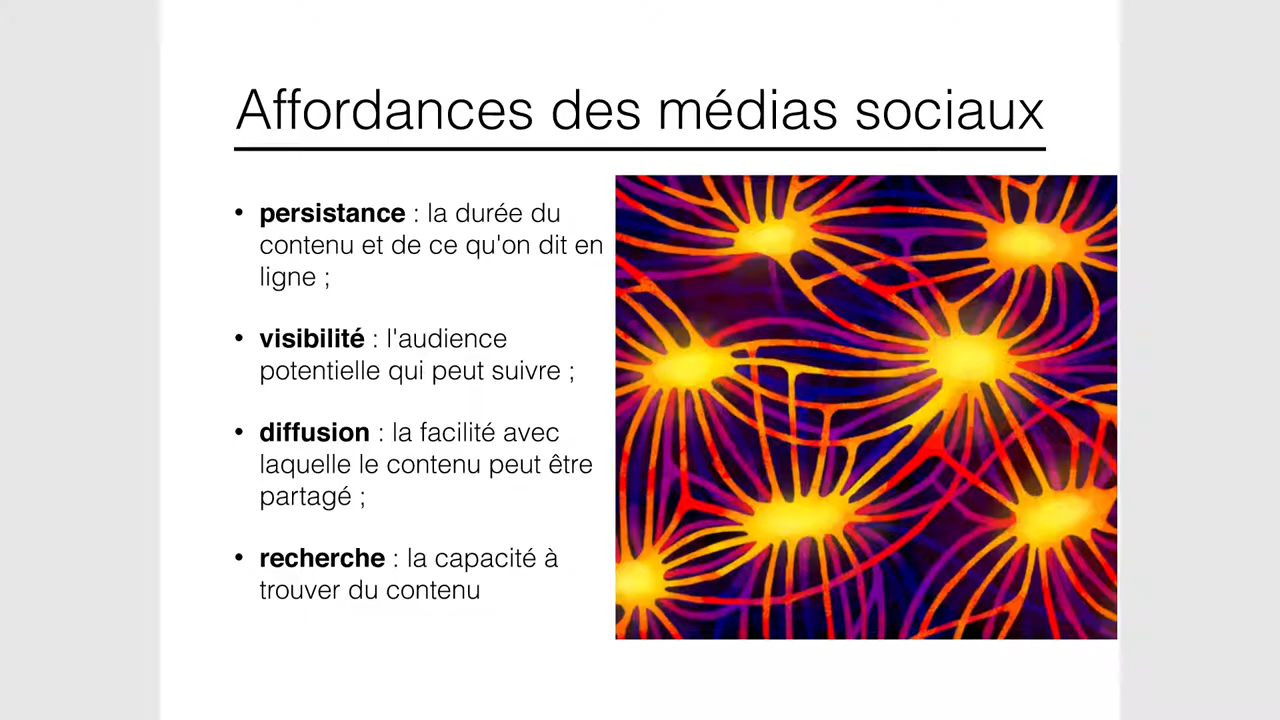 Affordances des médias sociaux
• persistance : la durée du
contenu et de ce qu'on dit en
ligne ;
• visibilité : l'audience
potentielle qui peut suivre ;
• diffusion : la facilité avec
laquelle le contenu peut être
partagé ;
• recherche : la capacité à
trouver du contenu